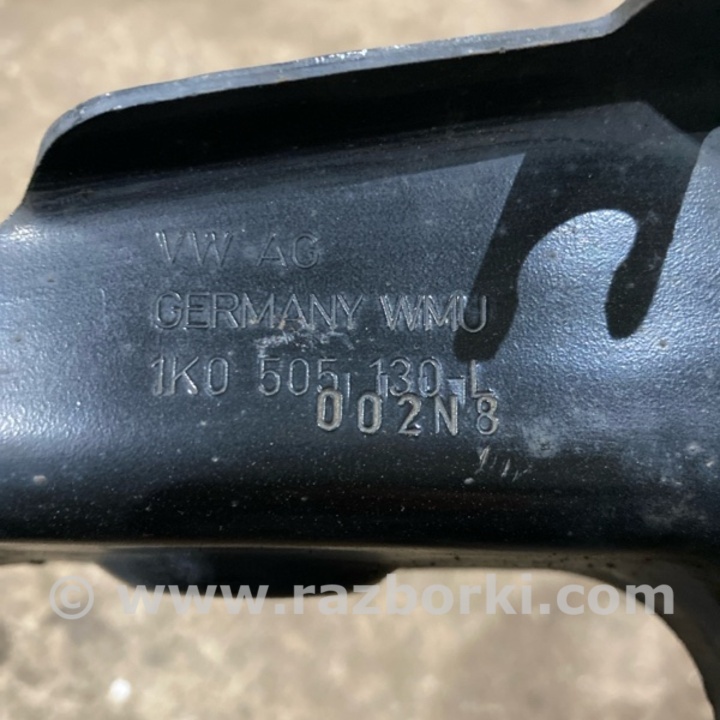 VW AG
GERMANY WMU
1K0 505 130-L
002N8
© www.razborki.com